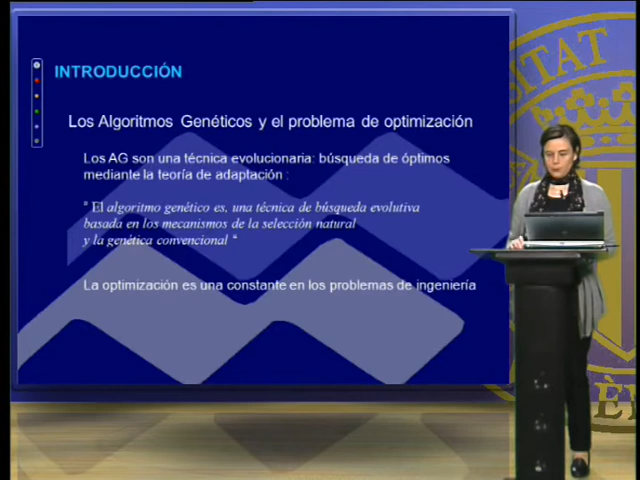 INTRODUCCIÓN
Los Algoritmos Genéticos y el problema de optimización
Los AG son una técnica evolucionaria: búsqueda de óptimos
mediante la teoría de adaptación :
" El algoritmo genético es, una técnica de búsqueda evolutiva
basada en los mecanismos de la selección natural
y la genética convencional "
La optimización es una constante en los problemas de ingeniería
ITAT
È